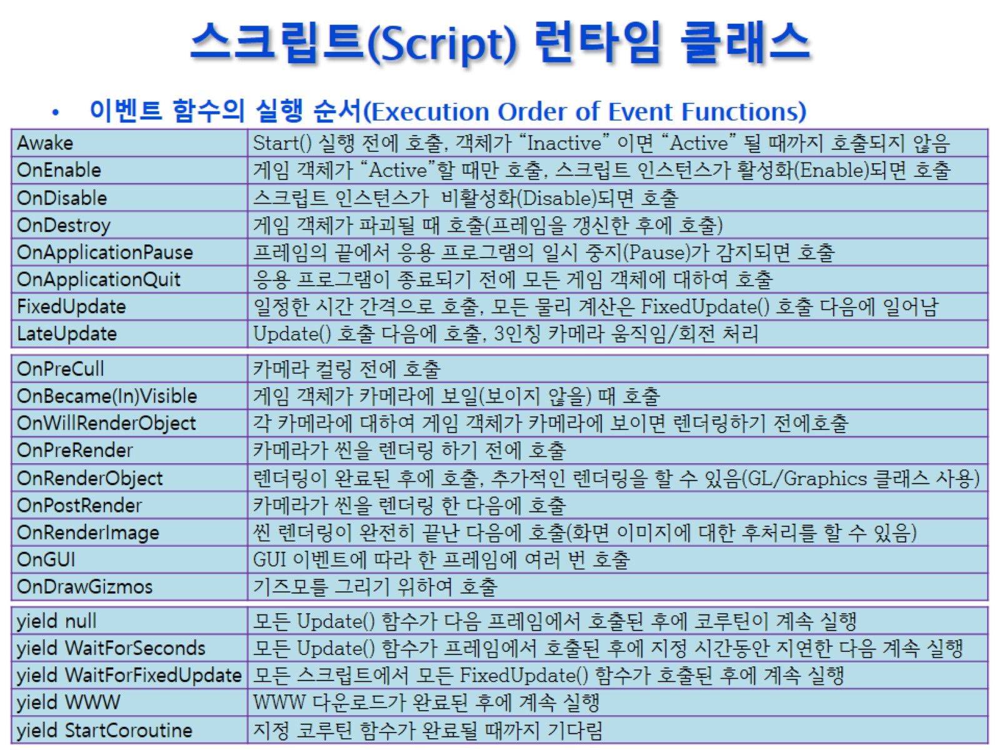 스크립트(Script) 런타임 클래스
• 이벤트 함수의 실행 순서(Execution Order of Event Functions)
Awake Start() 실행 전에 호출, 객체가 “Inactive” 이면 “Active” 될 때까지 호출되지 않음
OnEnable 게임 객체가 “Active”할 때만 호출, 스크립트 인스턴스가 활성화(Enable)되면 호출
OnDisable 스크립트 인스턴스가 비활성화(Disable)되면 호출
OnDestroy 게임 객체가 파괴될 때 호출(프레임을 갱신한 후에 호출)
OnApplicationPause 프레임의 끝에서 응용 프로그램의 일시 중지(Pause)가 감지되면 호출
OnApplicationQuit 응용 프로그램이 종료되기 전에 모든 게임 객체에 대하여 호출
FixedUpdate 일정한 시간 간격으로 호출, 모든 물리 계산은 FixedUpdate() 호출 다음에 일어남
LateUpdate Update() 호출 다음에 호출, 3인칭 카메라 움직임/회전 처리
OnPreCull 카메라 컬링 전에 호출
OnBecame(In)Visible 게임 객체가 카메라에 보일(보이지 않을) 때 호출
OnWillRenderObject 각 카메라에 대하여 게임 객체가 카메라에 보이면 렌더링하기 전에호출
OnPreRender 카메라가 씬을 렌더링 하기 전에 호출
OnRenderObject 렌더링이 완료된 후에 호출, 추가적인 렌더링을 할 수 있음(GL/Graphics 클래스 사용)
OnPostRender 카메라가 씬을 렌더링 한 다음에 호출
OnRenderImage 씬 렌더링이 완전히 끝난 다음에 호출(화면 이미지에 대한 후처리를 할 수 있음)
OnGUI GUI 이벤트에 따라 한 프레임에 여러 번 호출
OnDrawGizmos 기즈모를 그리기 위하여 호출
yield null 모든 Update() 함수가 다음 프레임에서 호출된 후에 코루틴이 계속 실행
yield WaitForSeconds 모든 Update() 함수가 프레임에서 호출된 후에 지정 시간동안 지연한 다음 계속 실행
yield WaitForFixedUpdate 모든 스크립트에서 모든 FixedUpdate() 함수가 호출된 후에 계속 실행
yield WWW WWW 다운로드가 완료된 후에 계속 실행
yield StartCoroutine 지정 코루틴 함수가 완료될 때까지 기다림